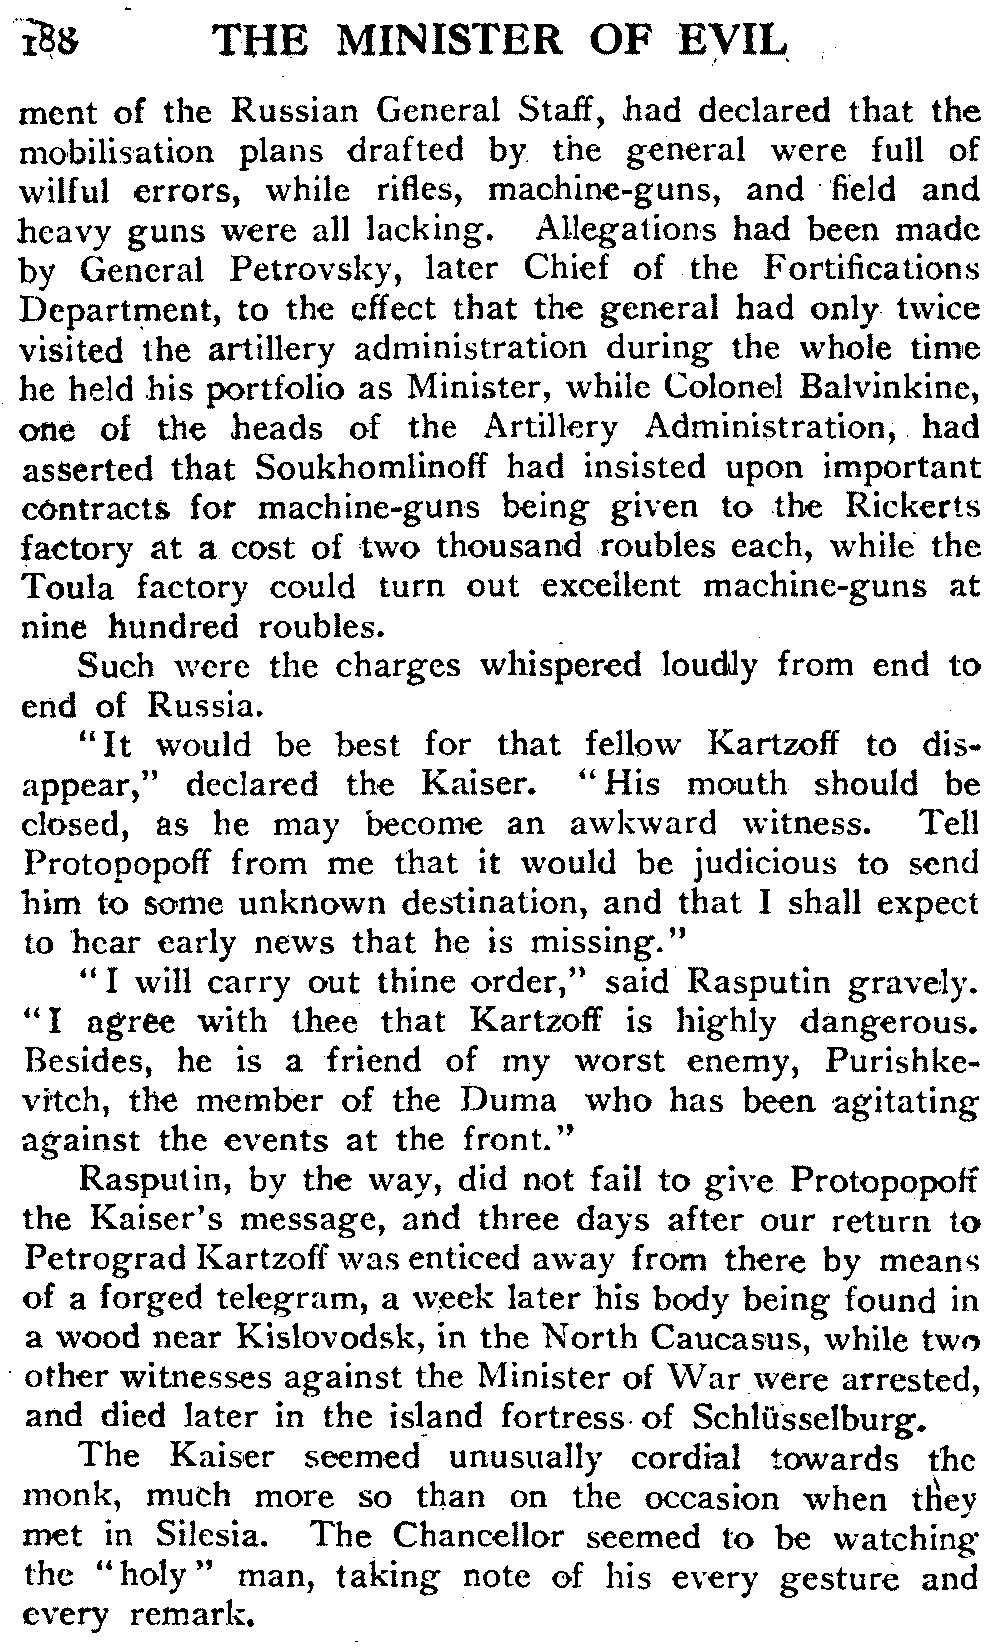 188 THE MINISTER OF EVIL
ment of the Russian General Staff, had declared that the
mobilisation plans drafted by the general were full of
wilful errors, while rifles, machine-guns, and field and
heavy guns were all lacking. Allegations had been made
by General Petrovsky, later Chief of the Fortifications
Department, to the effect that the general had only twice
visited the artillery administration during the whole time
he held his portfolio as Minister, while Colonel Balvinkine,
one of the heads of the Artillery Administration, had
asserted that Soukhomlinoff had insisted upon important
contracts for machine-guns being given to the Rickerts
factory at a cost of two thousand roubles each, while the
Toula factory could turn out excellent machine-guns at
nine hundred roubles.
Such were the charges whispered loudly from end to
end of Russia.
"It would be best for that fellow Kartzoff to dis-
appear," declared the Kaiser. "His mouth should be
closed, as he may become an awkward witness. Tell
Protopopoff from me that it would be judicious to send
him to some unknown destination, and that I shall expect
to hear early news that he is missing."
"I will carry out thine order," said Rasputin gravely.
"I agree with thee that Kartzoff is highly dangerous.
Besides, he is a friend of my worst enemy, Purishke-
vitch, the member of the Duma who has been agitating
against the events at the front."
Rasputin, by the way, did not fail to give Protopopoff
the Kaiser's message, and three days after our return to
Petrograd Kartzoff was enticed away from there by means
of a forged telegram, a week later his body being found in
a wood near Kislovodsk, in the North Caucasus, while two
other witnesses against the Minister of War were arrested,
and died later in the island fortress of Schlüsselburg.
The Kaiser seemed unusually cordial towards the
monk, much more so than on the occasion when they
met in Silesia. The Chancellor seemed to be watching
the "holy" man, taking note of his every gesture and
every remark.